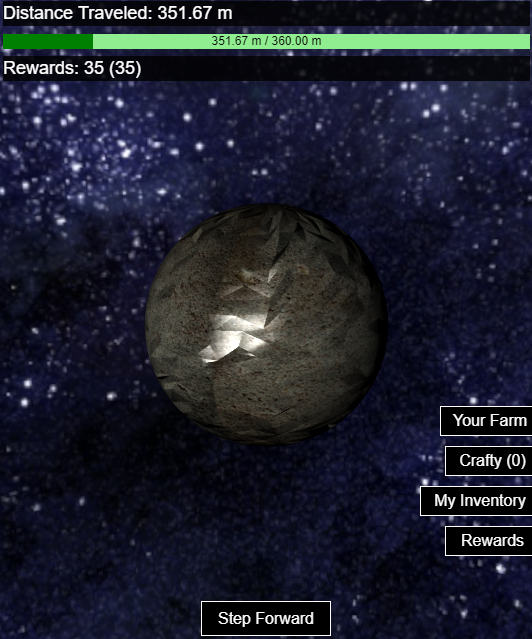 Distance Traveled: 351.67 m
351.67 m / 360.00 m
Rewards: 35 (35)
Your Farm
Crafty (0)
My Inventory
Rewards
Step Forward